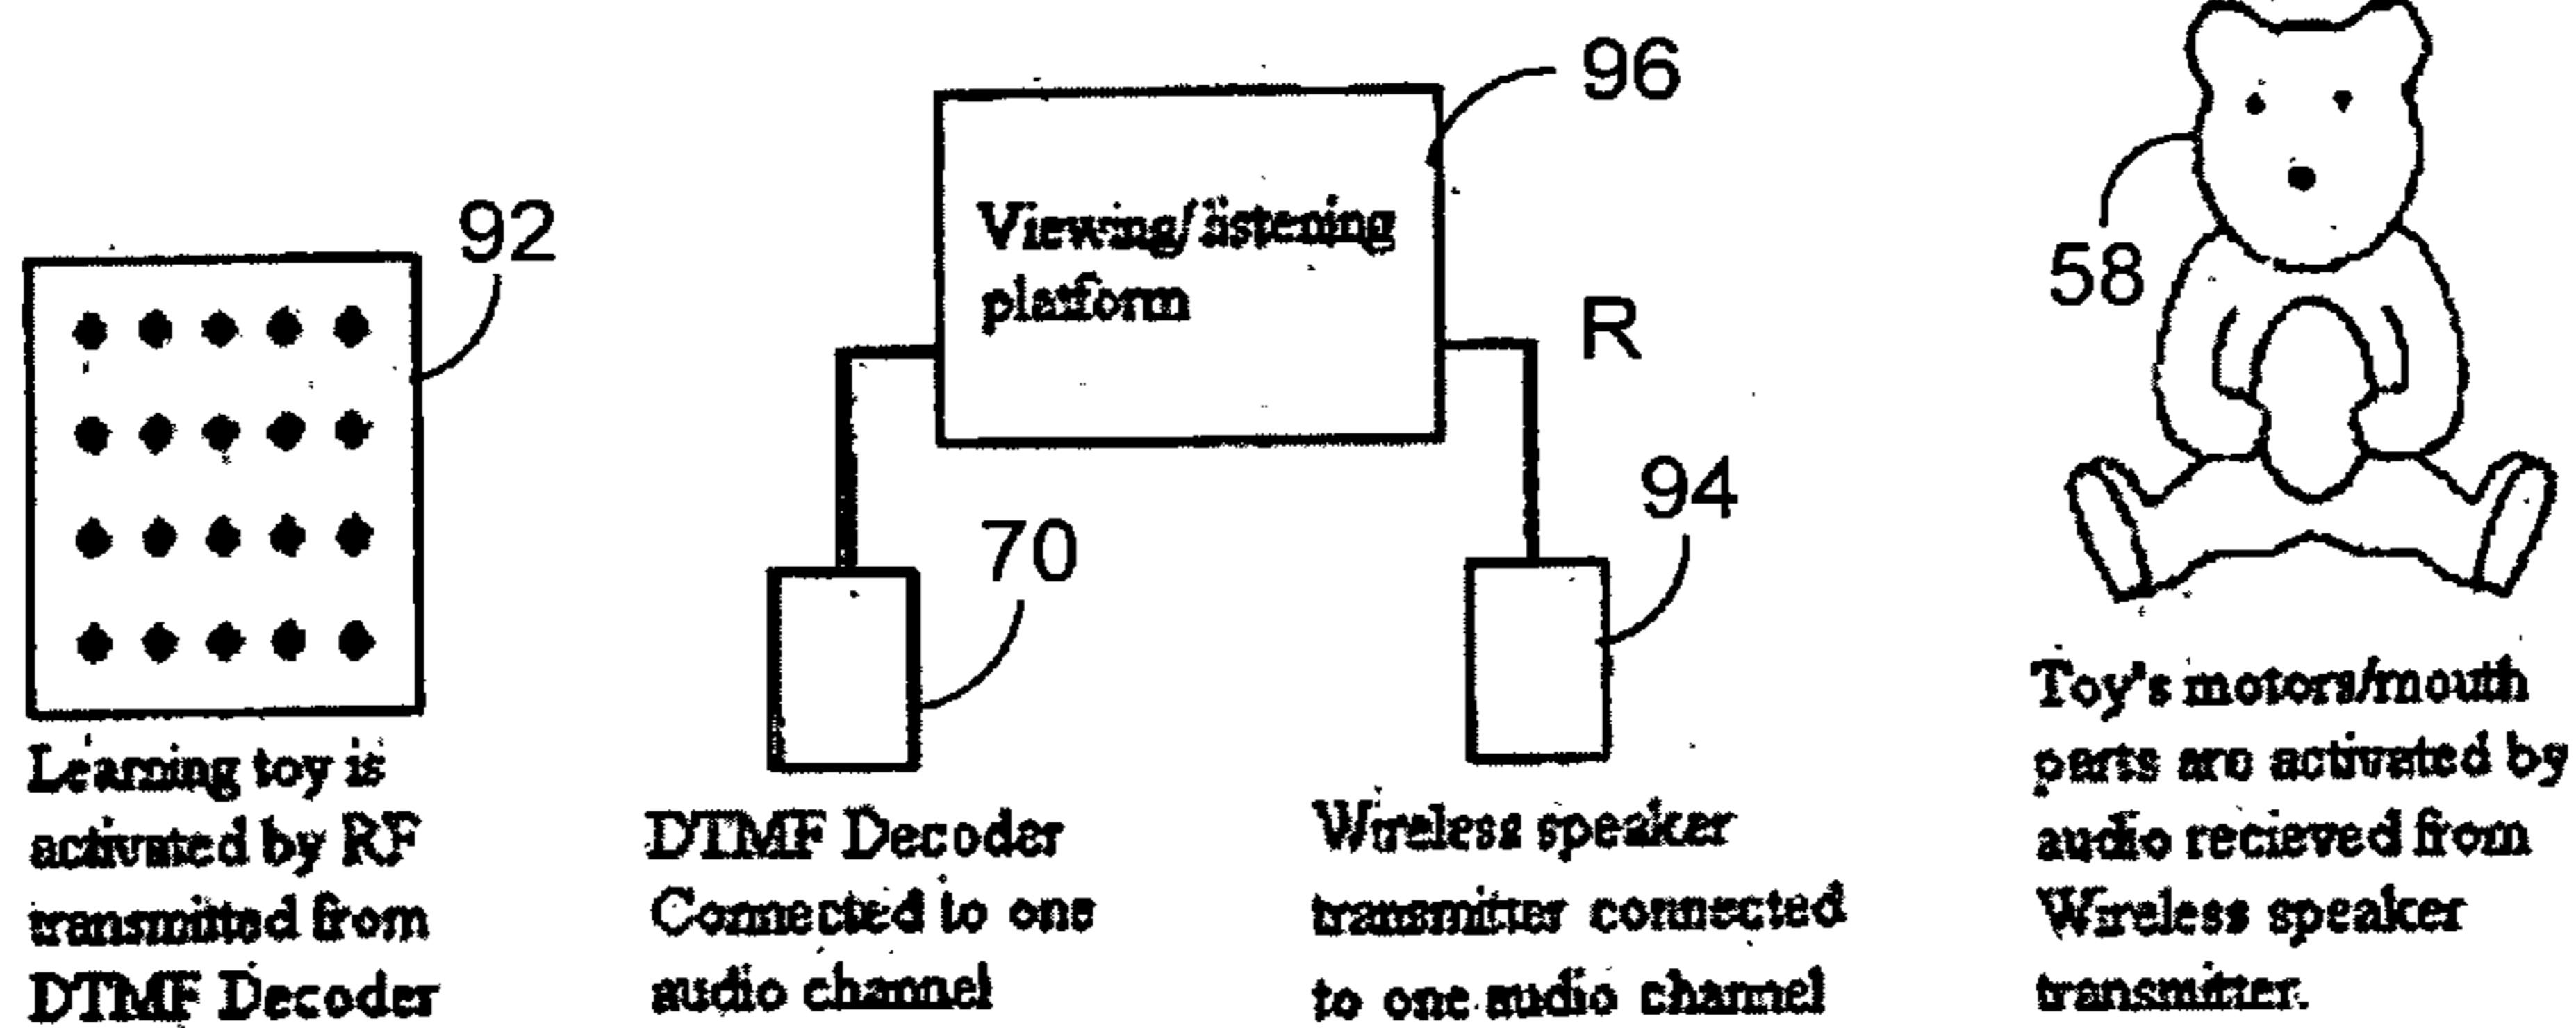 96
Viewing/listening
platform
92
R
58
94
70
Learning toy is
activated by RF
transmitted from
DTMF Decoder
DTMF Decoder
Connected to one
audio channel
Wireless speaker
transmitter connected
to one audio channel
Toy's motors/mouth
parts are activated by
audio recieved from
Wireless speaker
transmitter.